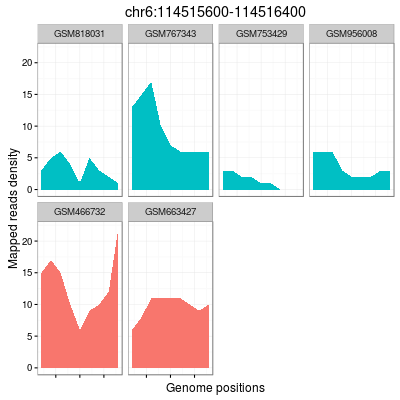 chr6:114515600-114516400
GSM818031 GSM767343 GSM753429 GSM956008
20
15
10
5
0
Mapped reads density
GSM466732 GSM663427
20
15
10
5
0
Genome positions